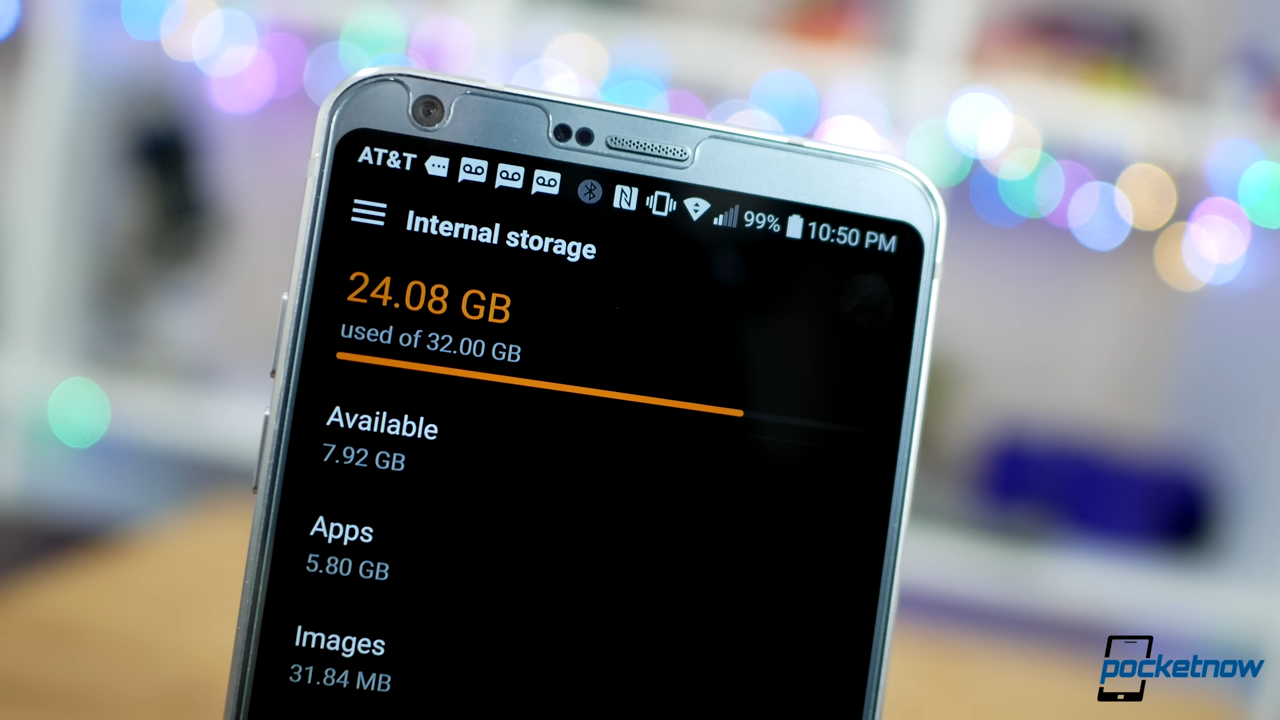 AT&T 99% 10:50 PM
Internal storage
24.08 GB
used of 32.00 GB
Available
7.92 GB
Apps
5.80 GB
Images
31.84 MB
pocketnow